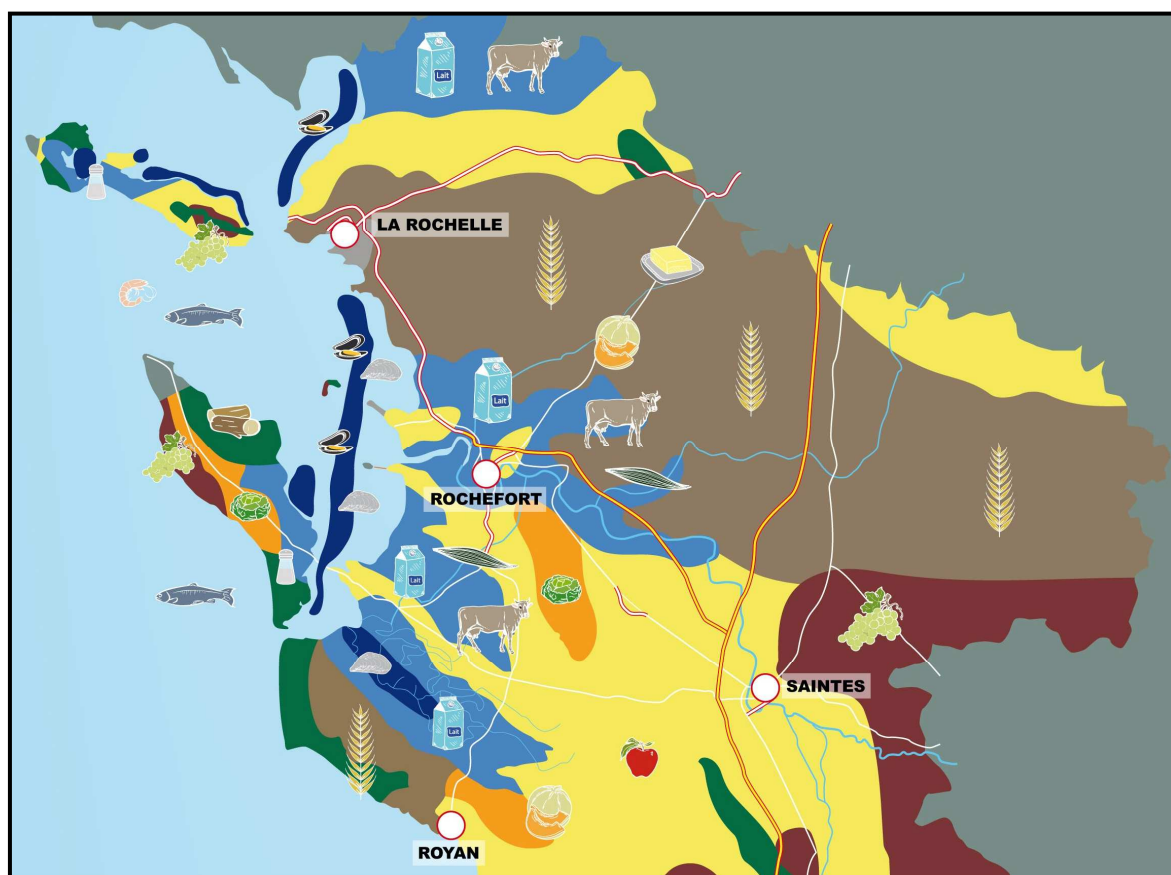 Lait
LA ROCHELLE
Lait
ROCHEFORT
Lait
SAINTES
Lait
ROYAN